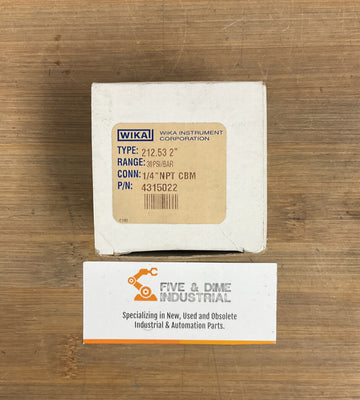 WIKA
WIKA INSTRUMENT
CORPORATION
TYPE: 212.53 2"
RANGE: 30PSI/BAR
CONN: 1/4"NPT CBM
P/N: 4315022
FIVE & DIME
INDUSTRIAL
Specializing in New, Used and Obsolete
Industrial & Automation Parts.